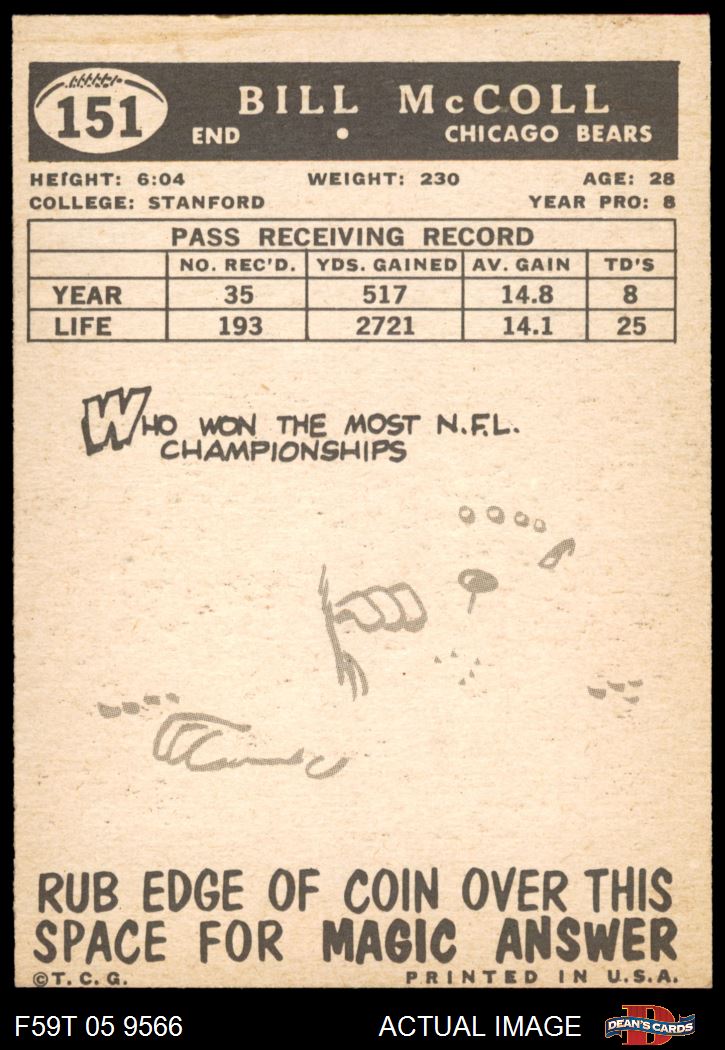 151
BILL McCOLL
END • CHICAGO BEARS
HEIGHT: 6:04 WEIGHT: 230 AGE: 28
COLLEGE: STANFORD YEAR PRO: 8
PASS RECEIVING RECORD
NO. REC'D. YDS. GAINED AV. GAIN TD'S
YEAR 35 517 14.8 8
LIFE 193 2721 14.1 25
WHO WON THE MOST N.F.L.
CHAMPIONSHIPS
RUB EDGE OF COIN OVER THIS
SPACE FOR MAGIC ANSWER
©T.C.G. PRINTED IN U.S.A.
F59T 05 9566 ACTUAL IMAGE DEAN'S CARDS